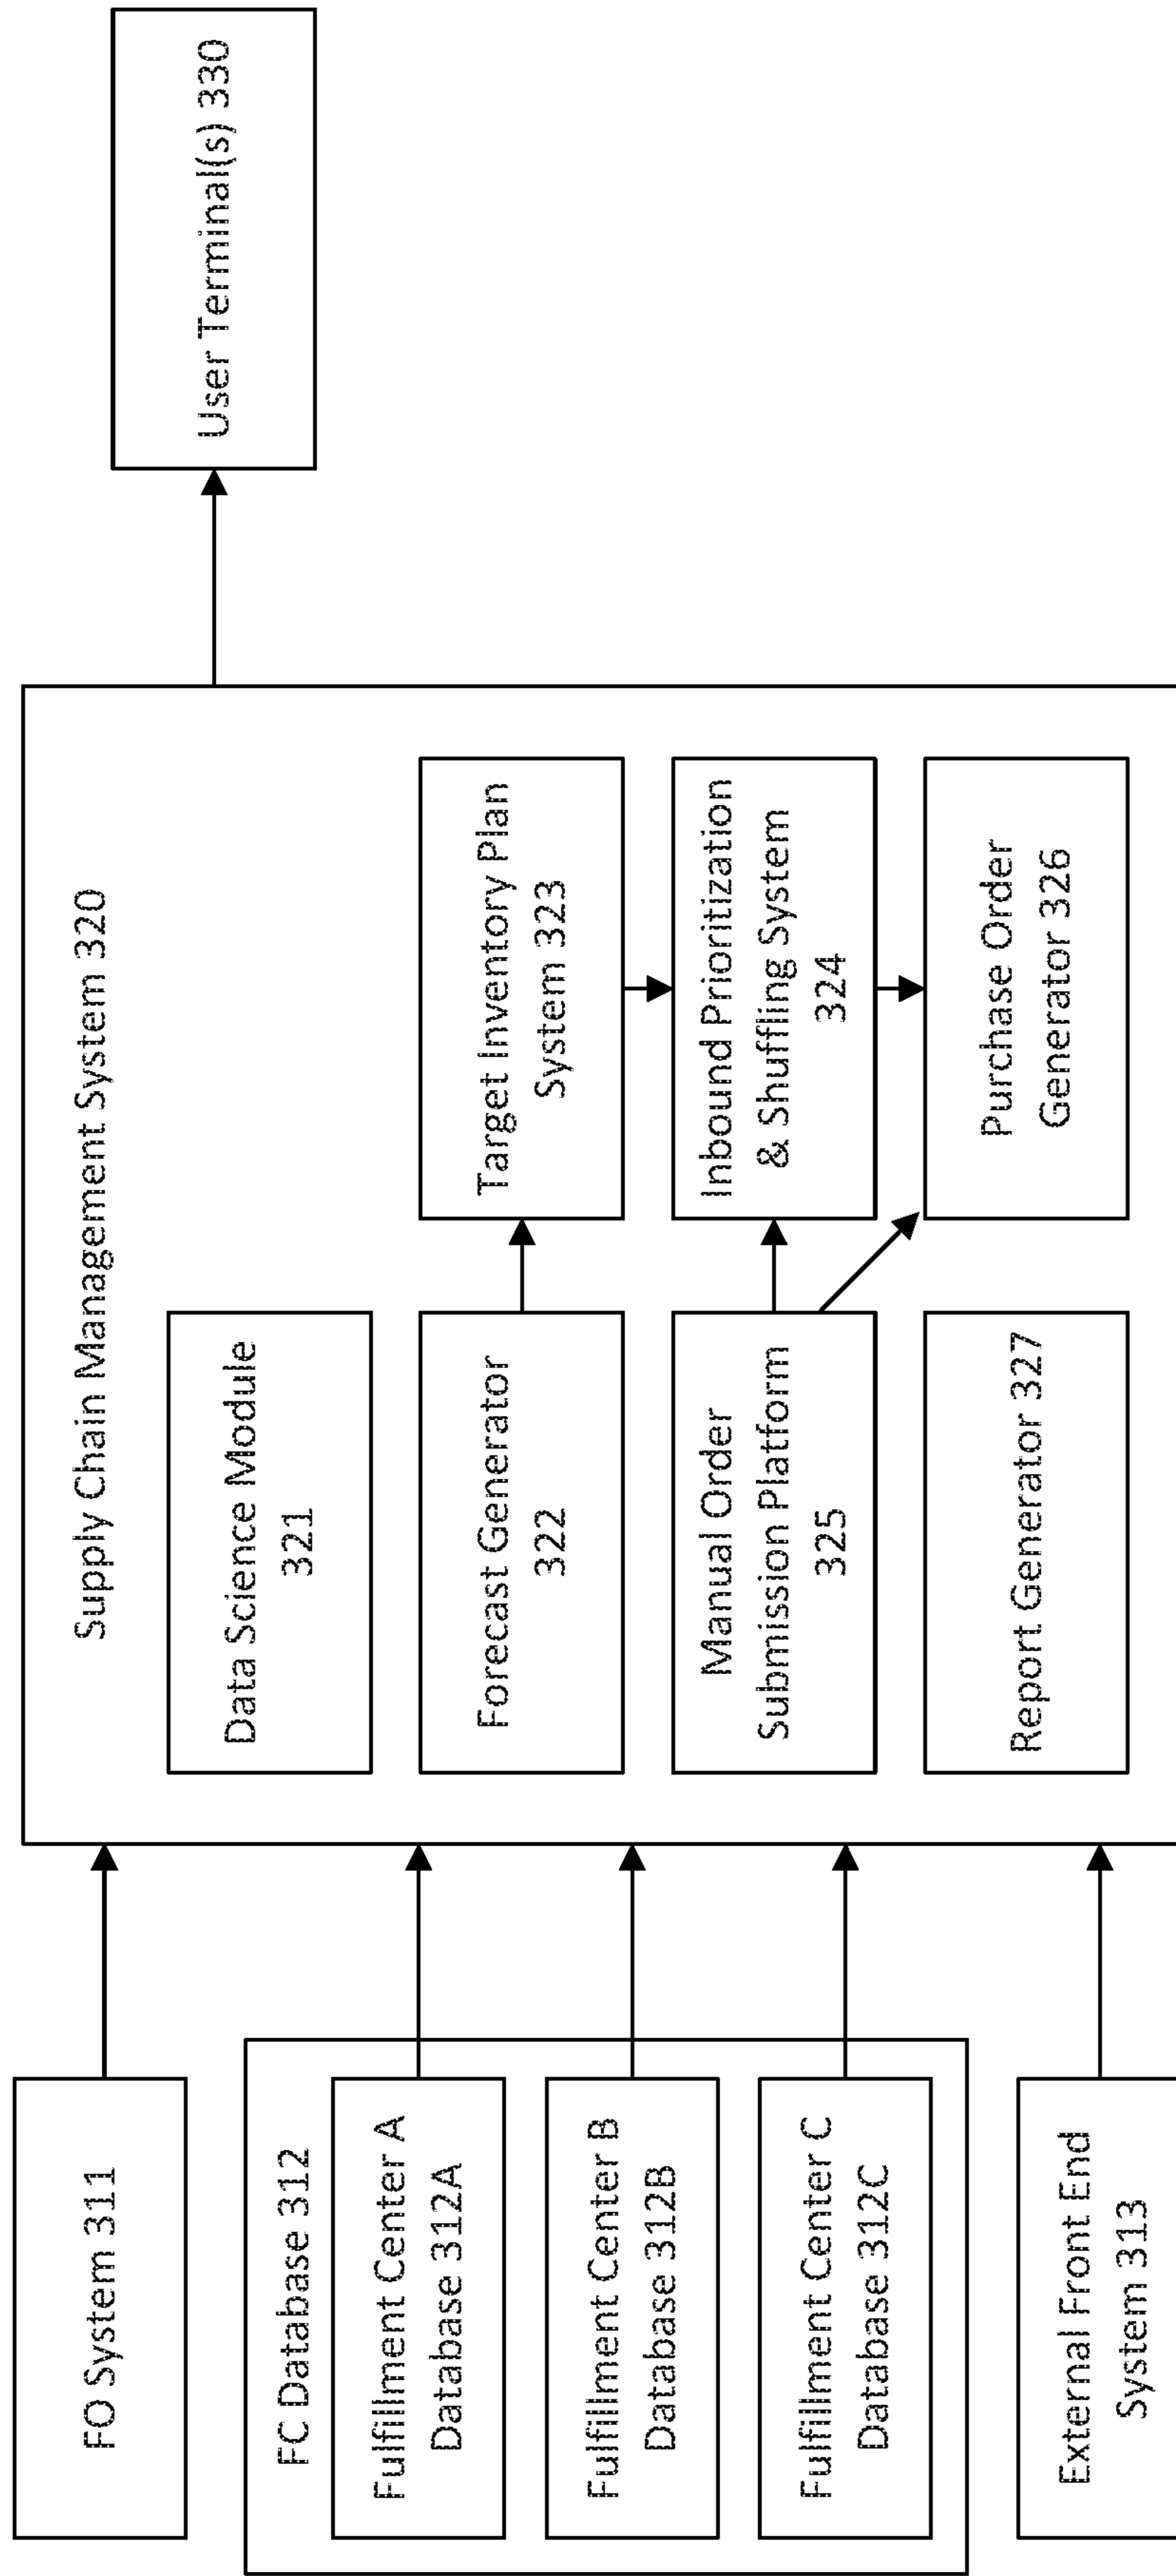 FO System 311
FC Database 312
Fulfillment Center A
Database 312A
Fulfillment Center B
Database 312B
Fulfillment Center C
Database 312C
External Front End
System 313
Supply Chain Management System 320
Data Science Module
321
Forecast Generator
322
Target Inventory Plan
System 323
Manual Order
Submission Platform
325
Inbound Prioritization
& Shuffling System
324
Report Generator 327
Purchase Order
Generator 326
User Terminal(s) 330